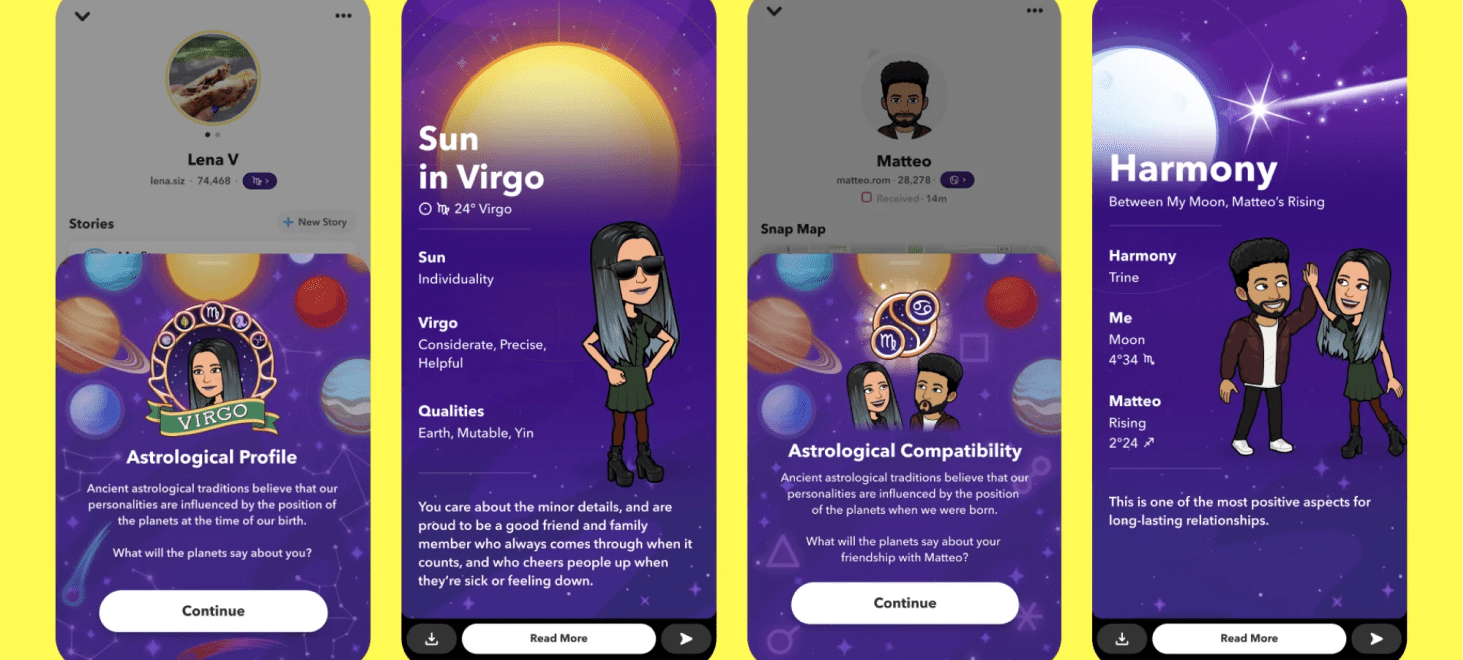 Lena V
lena.siz · 74,468 ·
Stories
New Story
VIRGO
Astrological Profile
Ancient astrological traditions believe that our
personalities are influenced by the position of
the planets at the time of our birth.
What will the planets say about you?
Continue
Sun
in Virgo
24° Virgo
Sun
Individuality
Virgo
Considerate, Precise,
Helpful
Qualities
Earth, Mutable, Yin
You care about the minor details, and are
proud to be a good friend and family
member who always comes through when it
counts, and who cheers people up when
they’re sick or feeling down.
Read More
Matteo
matteo.rom · 28,278 ·
Received · 14m
Snap Map
Astrological Compatibility
Ancient astrological traditions believe that our
personalities are influenced by the position
of the planets when we were born.
What will the planets say about your
friendship with Matteo?
Continue
Harmony
Between My Moon, Matteo’s Rising
Harmony
Trine
Me
Moon
4°34 ♏
Matteo
Rising
2°24 ♐
This is one of the most positive aspects for
long-lasting relationships.
Read More